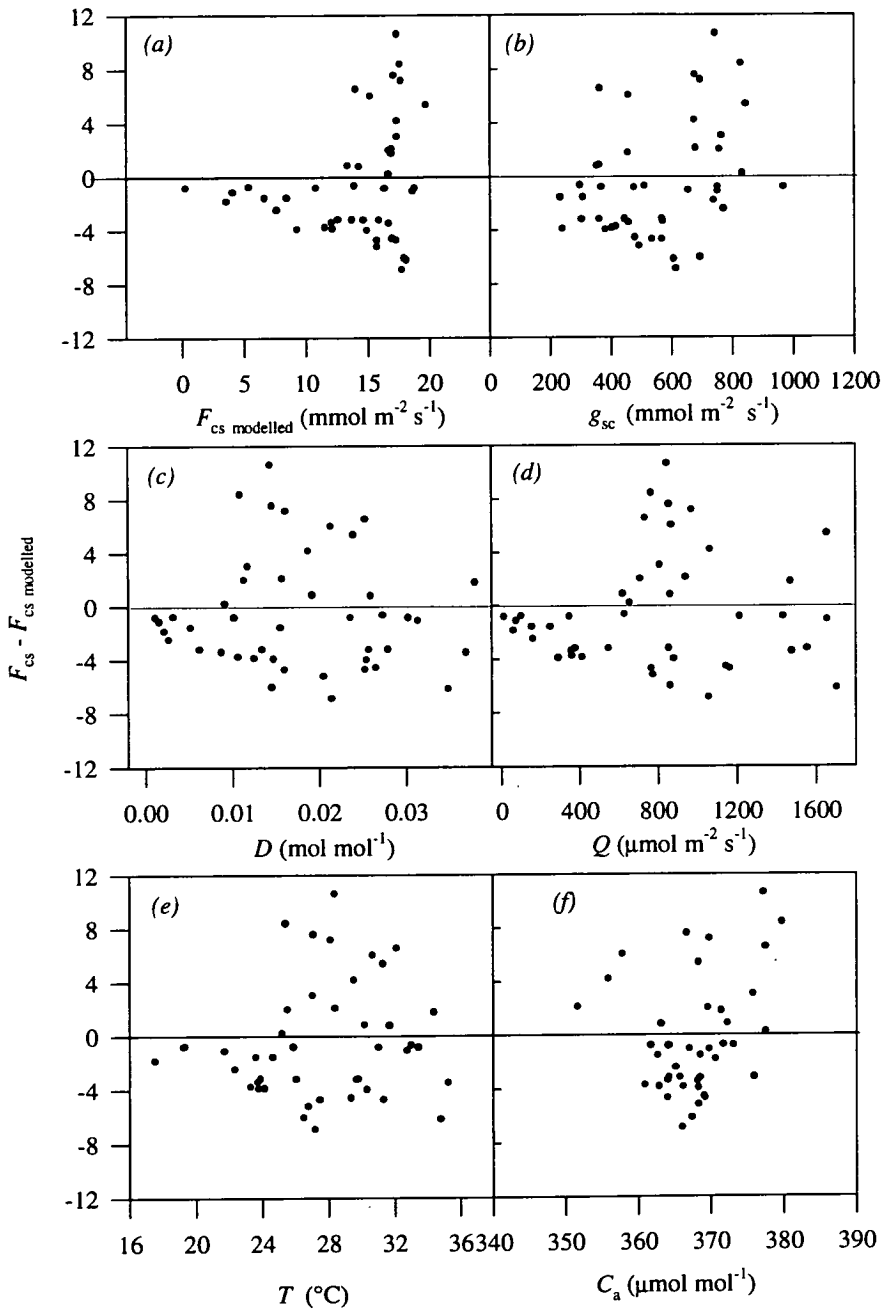 12
8
4
0
-4
-8
-12
(a)
(b)
0 5 10 15 20
0 200 400 600 800 1000 1200
F cs modelled (mmol m-2 s-1)
g sc (mmol m-2 s-1)
F cs - F cs modelled
12
8
4
0
-4
-8
-12
(c)
(d)
0.00 0.01 0.02 0.03
0 400 800 1200 1600
D (mol mol-1)
Q (μmol m-2 s-1)
12
8
4
0
-4
-8
-12
(e)
(f)
16 20 24 28 32 36
340 350 360 370 380 390
T (°C)
C a (μmol mol-1)